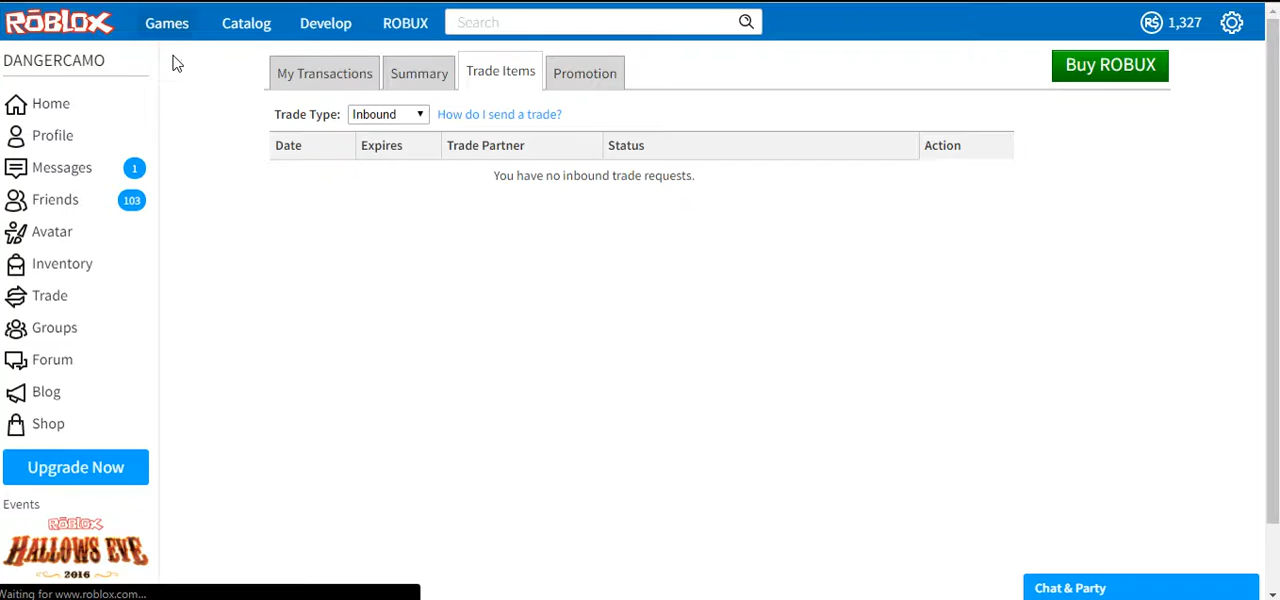 RŌBLOX Games Catalog Develop ROBUX Search R$ 1,327
DANGERCAMO
My Transactions Summary Trade Items Promotion Buy ROBUX
Home
Trade Type: Inbound How do I send a trade?
Profile
Date Expires Trade Partner Status Action
Messages 1
You have no inbound trade requests.
Friends 103
Avatar
Inventory
Trade
Groups
Forum
Blog
Shop
Upgrade Now
Events
RŌBLOX
HALLOWS EVE
2016
Chat & Party
Waiting for www.roblox.com...